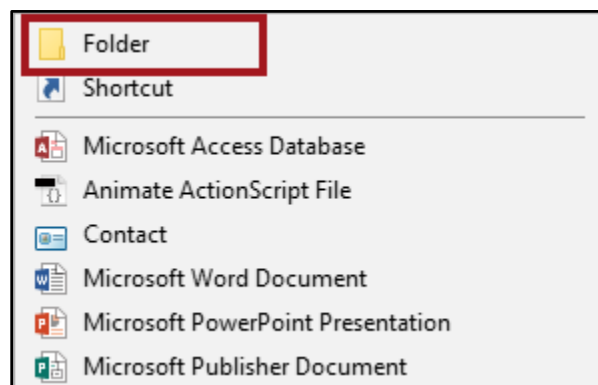 Folder
Shortcut
Microsoft Access Database
Animate ActionScript File
Contact
Microsoft Word Document
Microsoft PowerPoint Presentation
Microsoft Publisher Document